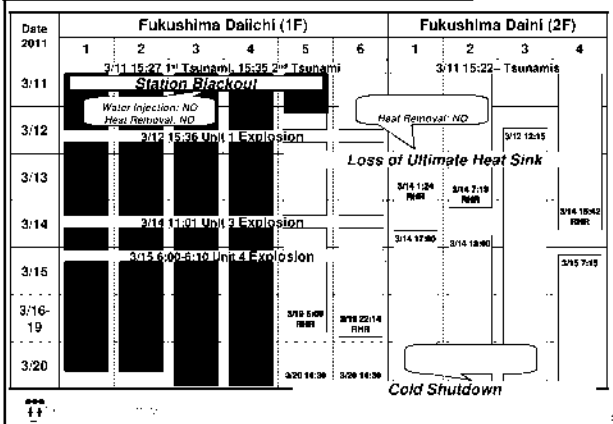 Date 2011
Fukushima Daiichi (1F)
Fukushima Daini (2F)
1 2 3 4 5 6 1 2 3 4
3/11 15:27 1st Tsunami, 15:35 2nd Tsunami
3/11 15:22– Tsunamis
3/11
Station Blackout
Water Injection: NO
Heat Removal: NO
Heat Removal: NO
3/12
3/12 15:36 Unit 1 Explosion
3/12 12:15
Loss of Ultimate Heat Sink
3/13
3/14 1:24
RHR
3/14 7:13
RHR
3/14 15:42
RHR
3/14
3/14 11:01 Unit 3 Explosion
3/14 17:00
3/14 18:00
3/15 6:00-6:10 Unit 4 Explosion
3/15
3/15 7:15
3/16-
19
3/19 5:00
RHR
3/19 22:14
RHR
3/20
3/20 14:30
Cold Shutdown